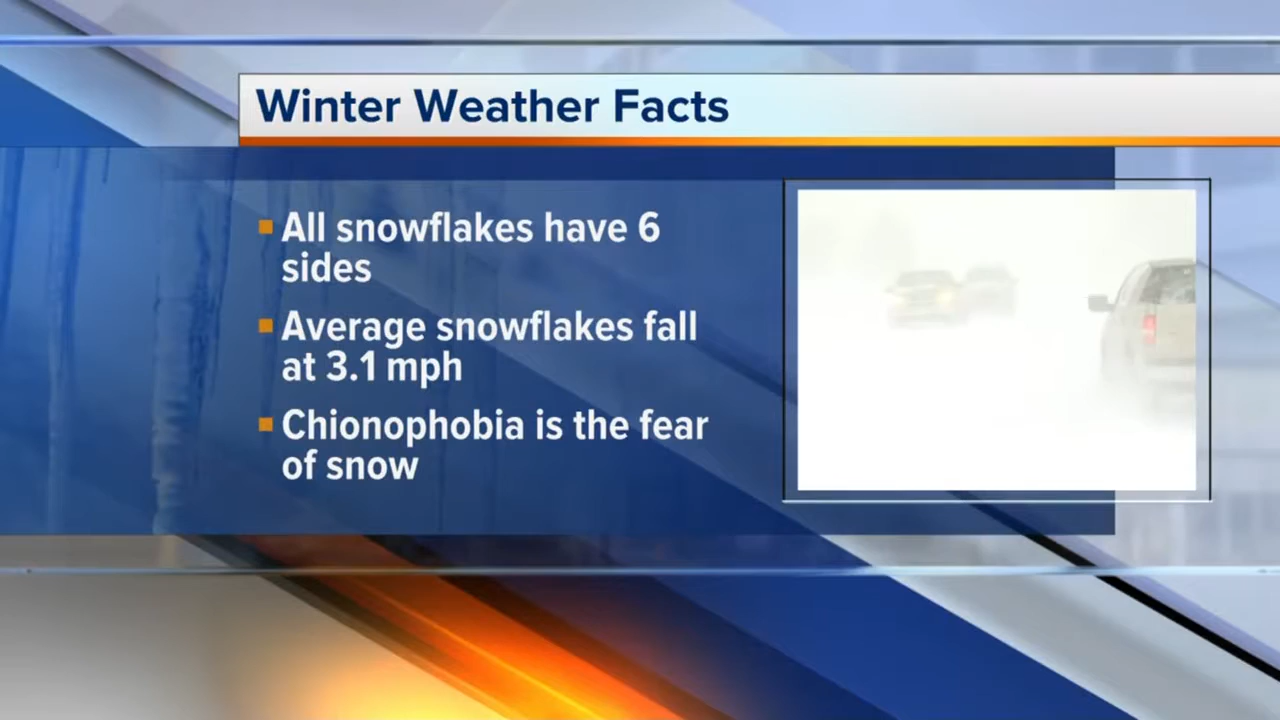 Winter Weather Facts
All snowflakes have 6
sides
Average snowflakes fall
at 3.1 mph
Chionophobia is the fear
of snow